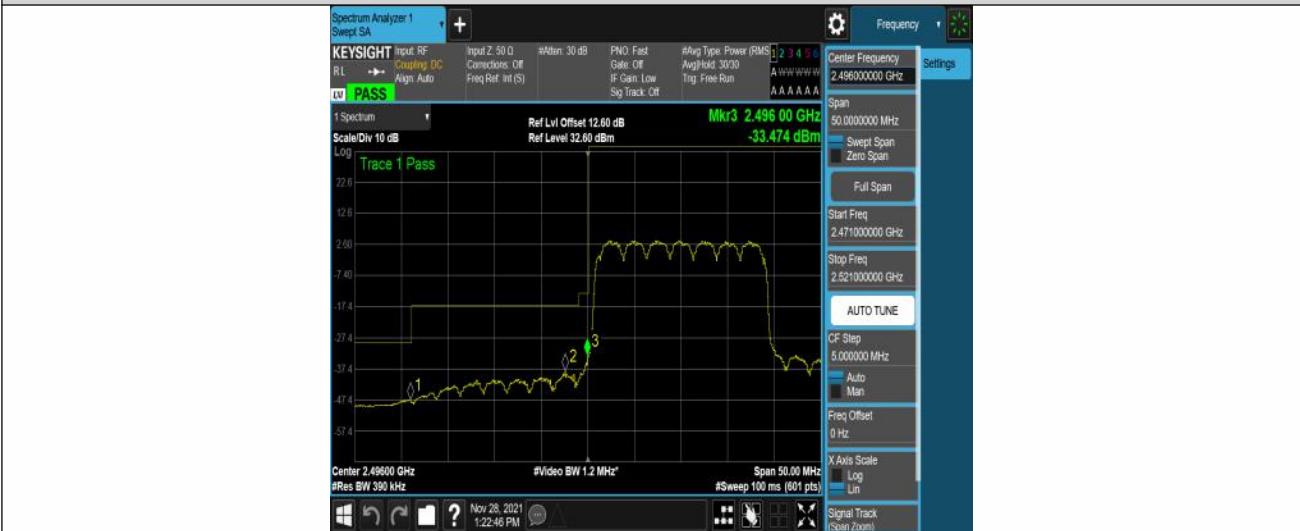 Spectrum Analyzer 1
Swept SA
+
Frequency
KEYSIGHT
Input: RF
Coupling: DC
Align: Auto
Input Z: 50 Ω
Corrections: Off
Freq Ref: Int (S)
#Atten: 30 dB
PNO: Fast
Gate: Off
IF Gain: Low
Sig Track: Off
#Avg Type: Power (RMS
Avg|Hold: 30/30
Trig: Free Run
1 2 3 4 5 6
A W W W W W
A A A A A A
RL
LV PASS
1 Spectrum
Scale/Div 10 dB
Ref Lvl Offset 12.60 dB
Ref Level 32.60 dBm
Mkr3 2.496 00 GHz
-33.474 dBm
Log
Trace 1 Pass
22.6
12.6
2.60
-7.40
-17.4
-27.4
-37.4
-47.4
-57.4
1
2
3
Center 2.49600 GHz
#Res BW 390 kHz
#Video BW 1.2 MHz*
Span 50.00 MHz
#Sweep 100 ms (601 pts)
Center Frequency
2.496000000 GHz
Settings
Span
50.0000000 MHz
Swept Span
Zero Span
Full Span
Start Freq
2.471000000 GHz
Stop Freq
2.521000000 GHz
AUTO TUNE
CF Step
5.000000 MHz
Auto
Man
Freq Offset
0 Hz
X Axis Scale
Log
Lin
Signal Track
(Span Zoom)
?
Nov 28, 2021
1:22:46 PM